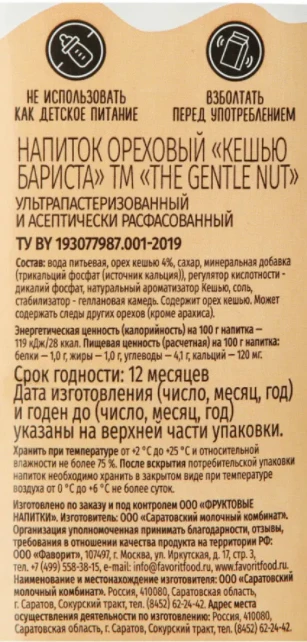 НЕ ИСПОЛЬЗОВАТЬ
КАК ДЕТСКОЕ ПИТАНИЕ
ВЗБОЛТАТЬ
ПЕРЕД УПОТРЕБЛЕНИЕМ
НАПИТОК ОРЕХОВЫЙ «КЕШЬЮ
БАРИСТА» ТМ «THE GENTLE NUT»
УЛЬТРАПАСТЕРИЗОВАННЫЙ
И АСЕПТИЧЕСКИ РАСФАСОВАННЫЙ
ТУ BY 193077987.001-2019
Состав: вода питьевая, орех кешью 4%, сахар, минеральная добавка
(трикальций фосфат (источник кальция)), регулятор кислотности -
дикалий фосфат, натуральный ароматизатор Кешью, соль,
стабилизатор - геллановая камедь. Содержит орех кешью. Может
содержать следы других орехов (кроме арахиса).
Энергетическая ценность (калорийность) на 100 г напитка —
119 кДж/28 ккал. Пищевая ценность (расчетная) на 100 г напитка:
белки — 1,0 г, жиры — 1,0 г, углеводы — 4,1 г, кальций — 120 мг.
Срок годности: 12 месяцев
Дата изготовления (число, месяц, год)
и годен до (число, месяц, год)
указаны на верхней части упаковки.
Хранить при температуре от +2 °С до +25 °С и относительной
влажности не более 75 %. После вскрытия потребительской упаковки
напиток необходимо хранить в закрытом виде при температуре
воздуха от 0 °С до +6 °С не более суток.
Изготовлено по заказу и под контролем ООО «ФРУКТОВЫЕ
НАПИТКИ». Изготовитель: ООО «Саратовский молочный комбинат».
Организация уполномоченная принимать благодарности, отзывы,
требования в отношении качества продукта на территории РФ:
ООО «Фаворит», 107497, г. Москва, ул. Иркутская, д. 17, стр. 3,
тел. +7 (499) 558-38-15, e-mail: info@favoritfood.ru, www.favoritfood.ru.
Наименование и местонахождение изготовителя: ООО «Саратовский
молочный комбинат». Россия, 410080, Саратовская область,
г. Саратов, Сокурский тракт, тел. (8452) 62-24-42. Адрес места
осуществления деятельности по изготовлению: Россия, 410080,
Саратовская область, г. Саратов, Сокурский тракт, тел. (8452) 62-24-42.